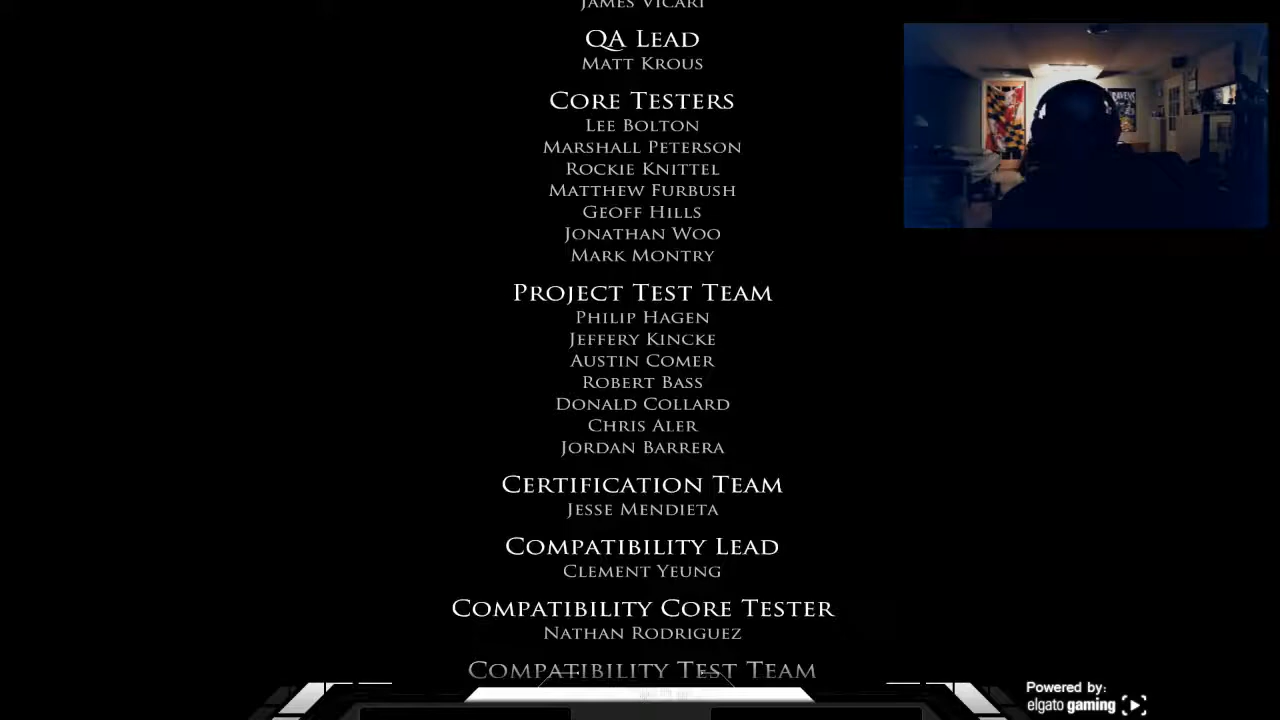 James Vicari
QA Lead
Matt Krous
Core Testers
Lee Bolton
Marshall Peterson
Rockie Knittel
Matthew Furbush
Geoff Hills
Jonathan Woo
Mark Montry
Project Test Team
Philip Hagen
Jeffery Kincke
Austin Comer
Robert Bass
Donald Collard
Chris Aler
Jordan Barrera
Certification Team
Jesse Mendieta
Compatibility Lead
Clement Yeung
Compatibility Core Tester
Nathan Rodriguez
Compatibility Test Team
Powered by:
elgato gaming